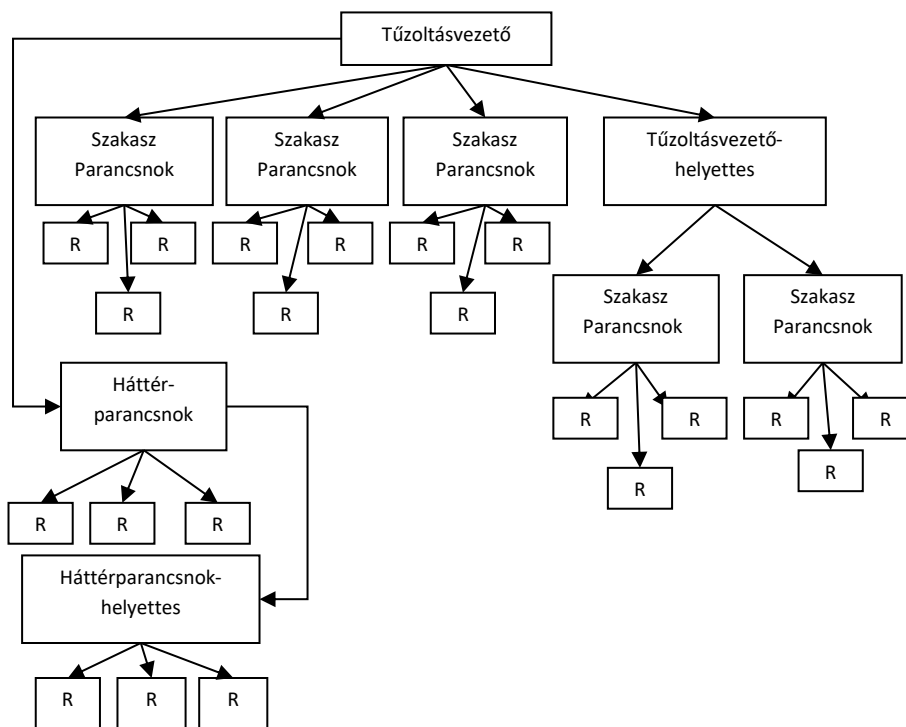 Tűzoltásvezető
Szakasz
Parancsnok
Szakasz
Parancsnok
Szakasz
Parancsnok
Tűzoltásvezető-
helyettes
R
R
R
R
R
R
R
R
R
Szakasz
Parancsnok
Szakasz
Parancsnok
R
R
R
R
R
R
Háttér-
parancsnok
R
R
R
Háttérparancsnok-
helyettes
R
R
R